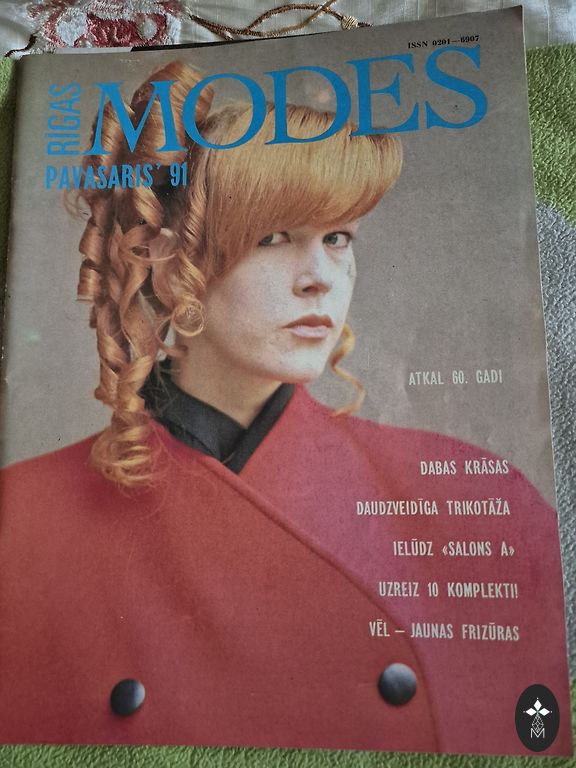 ISSN 0201—6907
RĪGAS
MODES
PAVASARIS' 91
ATKAL 60. GADI
DABAS KRĀSAS
DAUDZVEIDĪGA TRIKOTĀŽA
IELŪDZ «SALONS A»
UZREIZ 10 KOMPLEKTI!
VĒL — JAUNAS FRIZŪRAS